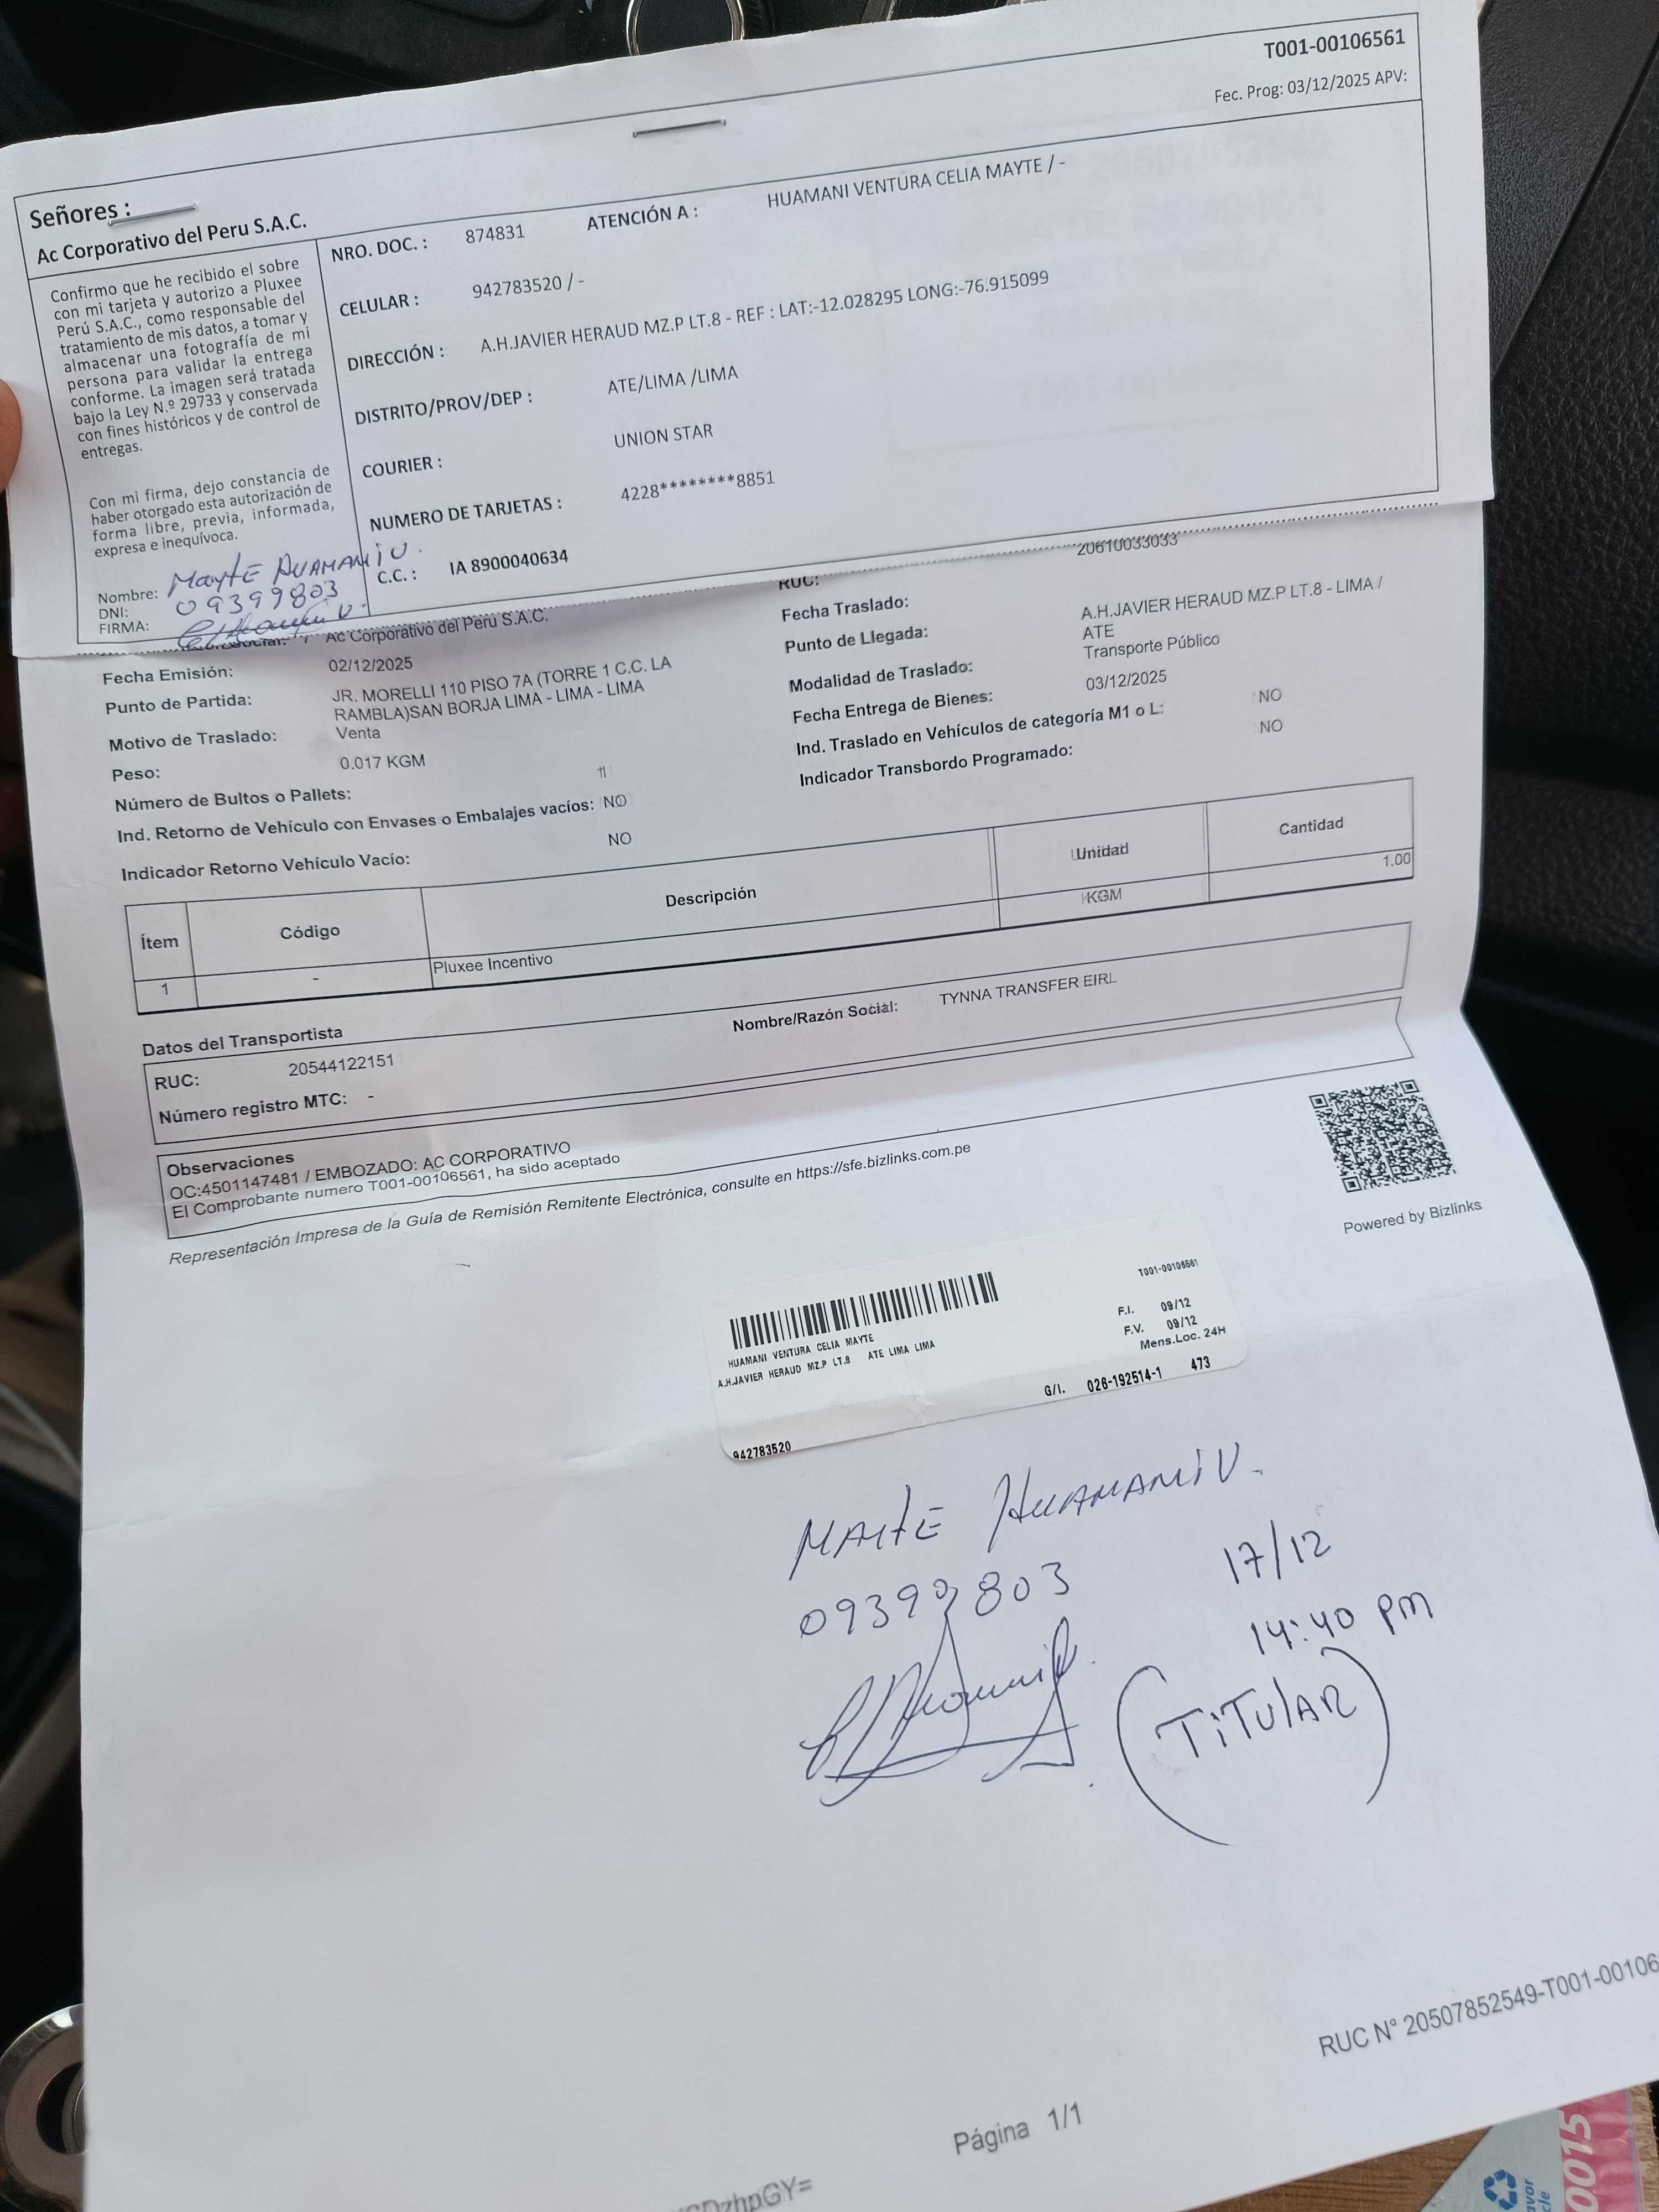 T001-00106561
Fec. Prog: 03/12/2025 APV:
Señores :
Ac Corporativo del Peru S.A.C.
Confirmo que he recibido el sobre
con mi tarjeta y autorizo a Pluxee
Perú S.A.C., como responsable del
tratamiento de mis datos, a tomar y
almacenar una fotografía de mi
persona para validar la entrega
conforme. La imagen será tratada
bajo la Ley N.º 29733 y conservada
con fines históricos y de control de
entregas.
Con mi firma, dejo constancia de
haber otorgado esta autorización de
forma libre, previa, informada,
expresa e inequívoca.
Nombre: Mayte Huamani V.
DNI: 09399803
FIRMA:
NRO. DOC. : 874831 ATENCIÓN A : HUAMANI VENTURA CELIA MAYTE / -
CELULAR : 942783520 / -
DIRECCIÓN : A.H.JAVIER HERAUD MZ.P LT.8 - REF : LAT:-12.028295 LONG:-76.915099
DISTRITO/PROV/DEP : ATE/LIMA /LIMA
COURIER : UNION STAR
NUMERO DE TARJETAS : 4228********8851
C.C. : IA 8900040634
Social: Ac Corporativo del Peru S.A.C.
Fecha Emisión: 02/12/2025
Punto de Partida: JR. MORELLI 110 PISO 7A (TORRE 1 C.C. LA
RAMBLA)SAN BORJA LIMA - LIMA - LIMA
Motivo de Traslado: Venta
Peso: 0.017 KGM
Número de Bultos o Pallets: 1
Ind. Retorno de Vehículo con Envases o Embalajes vacíos: NO
Indicador Retorno Vehículo Vacío: NO
RUC: 20610033033
Fecha Traslado:
Punto de Llegada: A.H.JAVIER HERAUD MZ.P LT.8 - LIMA /
ATE
Modalidad de Traslado: Transporte Público
Fecha Entrega de Bienes: 03/12/2025
Ind. Traslado en Vehículos de categoría M1 o L: NO
Indicador Transbordo Programado: NO
Ítem Código Descripción Unidad Cantidad
1 - Pluxee Incentivo KGM 1.00
Datos del Transportista
RUC: 20544122151 Nombre/Razón Social: TYNNA TRANSFER EIRL
Número registro MTC: -
Observaciones
OC:4501147481 / EMBOZADO: AC CORPORATIVO
El Comprobante numero T001-00106561, ha sido aceptado
Representación Impresa de la Guía de Remisión Remitente Electrónica, consulte en https://sfe.bizlinks.com.pe
Powered by Bizlinks
T001-00106561
HUAMANI VENTURA CELIA MAYTE
A.H.JAVIER HERAUD MZ.P LT.8 ATE LIMA LIMA
F.I. 09/12
F.V. 09/12
Mens.Loc. 24H
G/I. 026-192514-1 473
942783520
MAYTE HUAMANI V.
09399803
17/12
14:40 pm
(TITULAR)
RUC N° 20507852549-T001-00106
Página 1/1
zhpGY=
0015